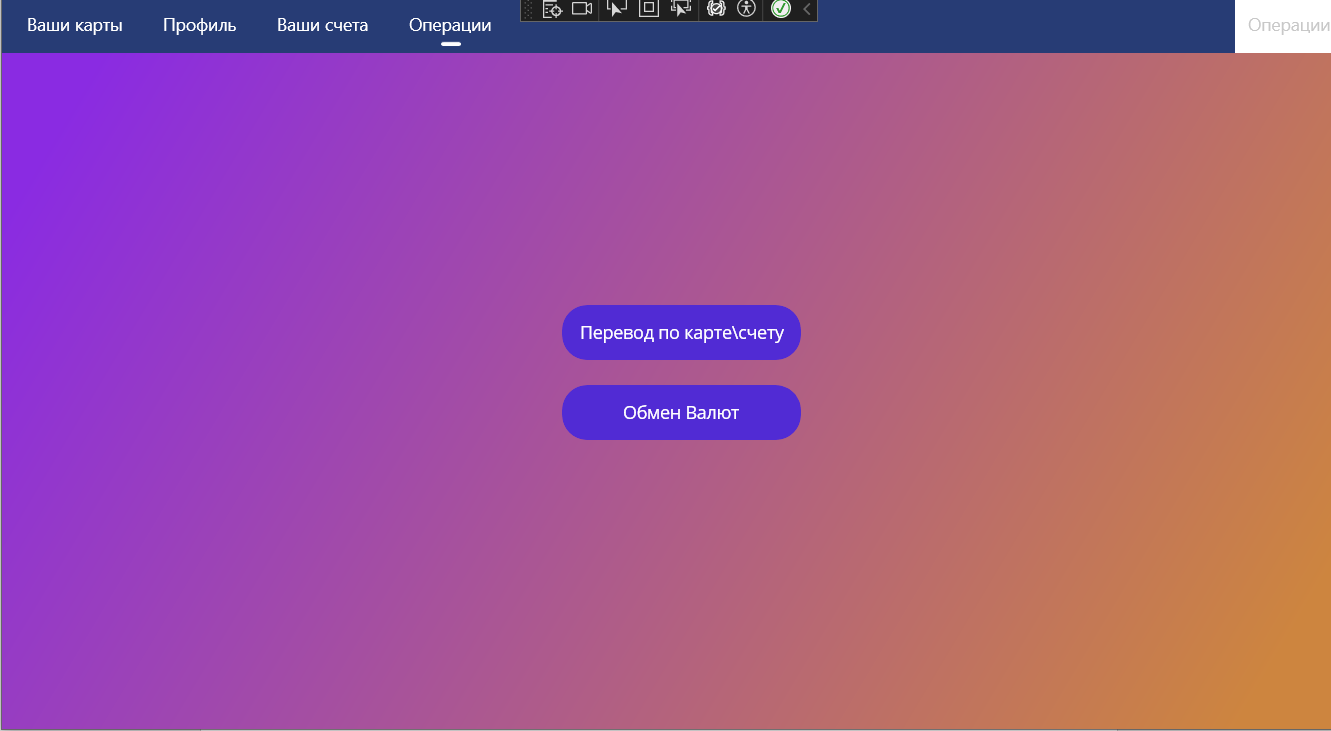 Ваши карты
Профиль
Ваши счета
Операции
Операции
Перевод по карте\счету
Обмен Валют